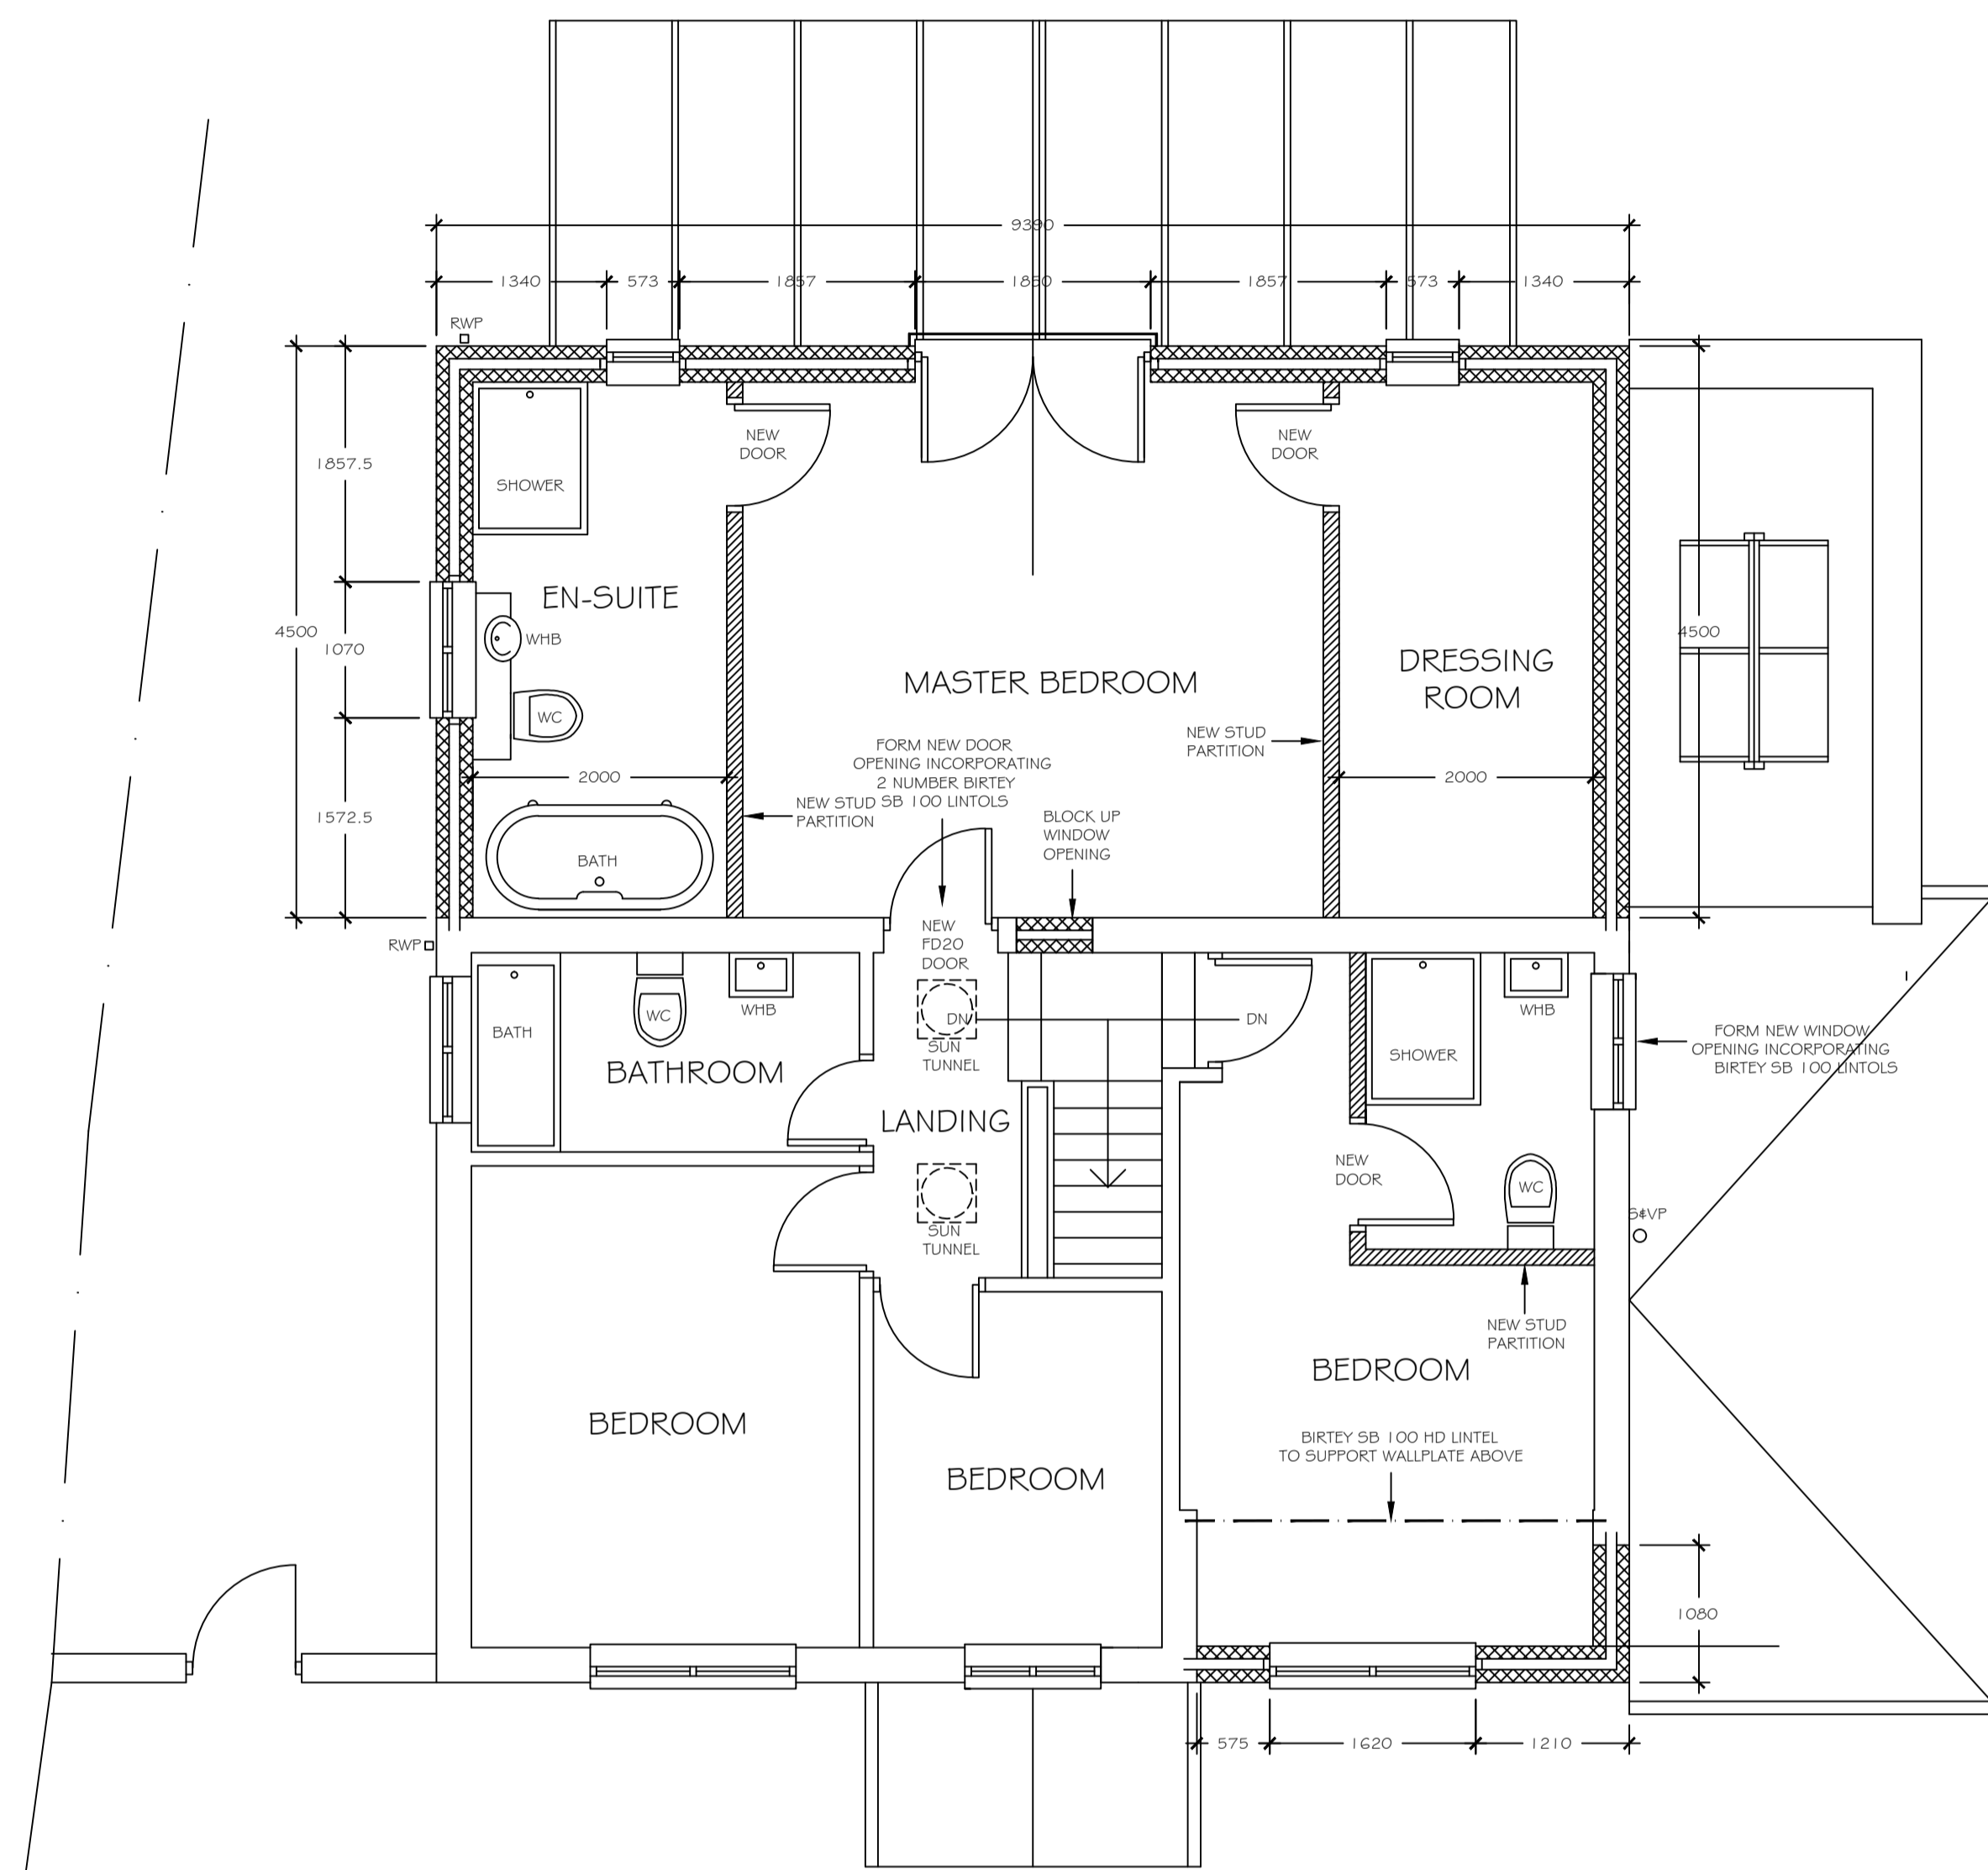 9390
1340
573
1857
1850
1857
573
1340
RWP
1857.5
4500
1070
1572.5
SHOWER
NEW
DOOR
NEW
DOOR
EN-SUITE
WHB
WC
MASTER BEDROOM
DRESSING
ROOM
4500
NEW STUD
PARTITION
FORM NEW DOOR
OPENING INCORPORATING
2 NUMBER BIRTEY
SB 100 LINTOLS
2000
2000
NEW STUD
PARTITION
BLOCK UP
WINDOW
OPENING
BATH
RWP
NEW
FD20
DOOR
BATH
WC
WHB
BATHROOM
DN
SUN
TUNNEL
DN
LANDING
SUN
TUNNEL
SHOWER
WHB
FORM NEW WINDOW
OPENING INCORPORATING
BIRTEY SB 100 LINTOLS
NEW
DOOR
WC
S&VP
NEW STUD
PARTITION
BEDROOM
BEDROOM
BEDROOM
BIRTEY SB 100 HD LINTEL
TO SUPPORT WALLPLATE ABOVE
1080
575
1620
1210